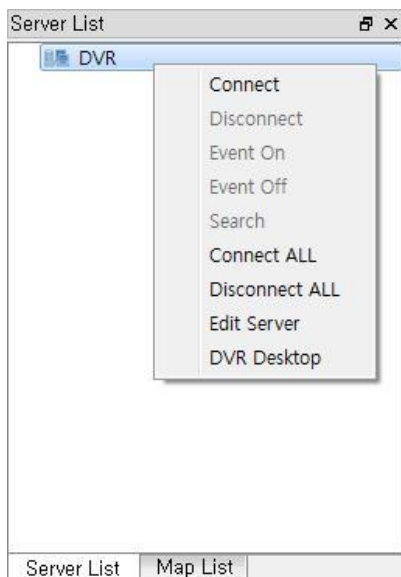 Server List
DVR
Connect
Disconnect
Event On
Event Off
Search
Connect ALL
Disconnect ALL
Edit Server
DVR Desktop
Server List Map List